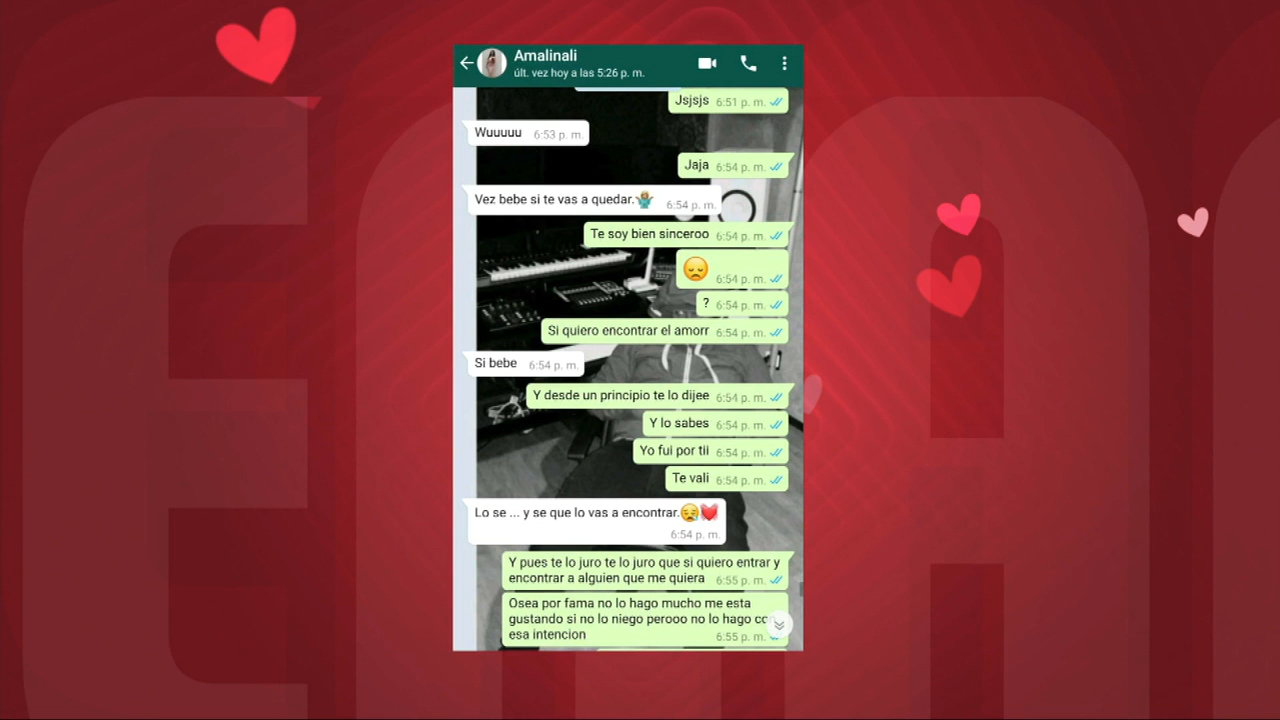 Amalinali
últ. vez hoy a las 5:26 p. m.
Jsjsjs 6:51 p. m.
Wuuuuu 6:53 p. m.
Jaja 6:54 p. m.
Vez bebe si te vas a quedar.🤷 6:54 p. m.
Te soy bien sinceroo 6:54 p. m.
😞 6:54 p. m.
? 6:54 p. m.
Si quiero encontrar el amorr 6:54 p. m.
Si bebe 6:54 p. m.
Y desde un principio te lo dijee 6:54 p. m.
Y lo sabes 6:54 p. m.
Yo fui por tii 6:54 p. m.
Te vali 6:54 p. m.
Lo se ... y se que lo vas a encontrar.😪❤️
6:54 p. m.
Y pues te lo juro te lo juro que si quiero entrar y
encontrar a alguien que me quiera 6:55 p. m.
Osea por fama no lo hago mucho me esta
gustando si no lo niego perooo no lo hago
esa intencion 6:55 p. m.